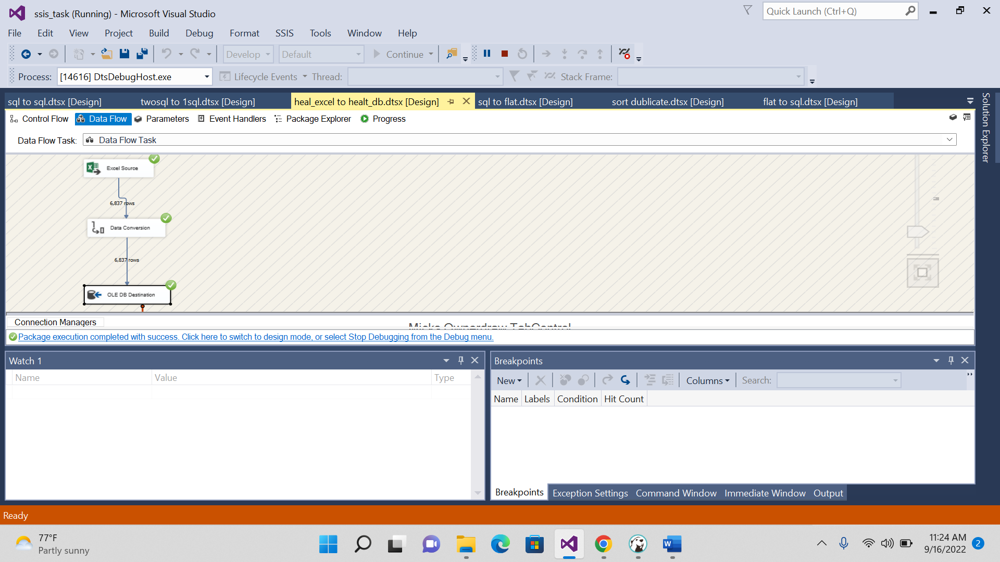 ssis_task (Running) - Microsoft Visual Studio
Quick Launch (Ctrl+Q)
File Edit View Project Build Debug Format SSIS Tools Window Help
Develop Default Continue
Process: [14616] DtsDebugHost.exe Lifecycle Events Thread: Stack Frame:
sql to sql.dtsx [Design] twosql to 1sql.dtsx [Design] heal_excel to healt_db.dtsx [Design] sql to flat.dtsx [Design] sort dublicate.dtsx [Design] flat to sql.dtsx [Design]
Solution Explorer
Control Flow Data Flow Parameters Event Handlers Package Explorer Progress
Data Flow Task: Data Flow Task
Excel Source
6,837 rows
Data Conversion
6,837 rows
OLE DB Destination
Connection Managers
Micks Ownerdraw TabControl
Package execution completed with success. Click here to switch to design mode, or select Stop Debugging from the Debug menu.
Watch 1
Name Value Type
Breakpoints
New Columns Search:
Name Labels Condition Hit Count
Breakpoints Exception Settings Command Window Immediate Window Output
Ready
77°F
Partly sunny
W
11:24 AM
9/16/2022
2